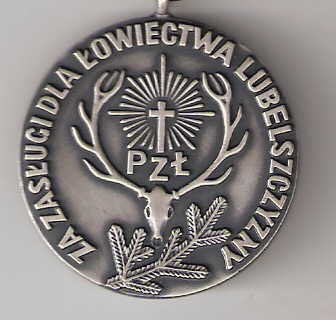 ZA ZASŁUGI DLA ŁOWIECTWA LUBELSZCZYZNY
PZŁ